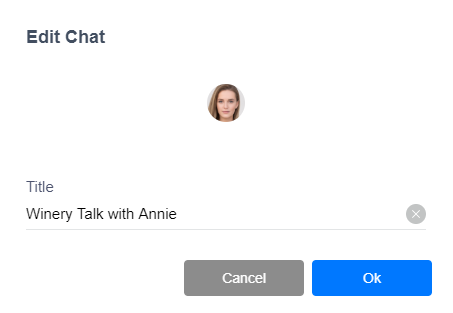 Edit Chat
Title
Winery Talk with Annie
Cancel Ok